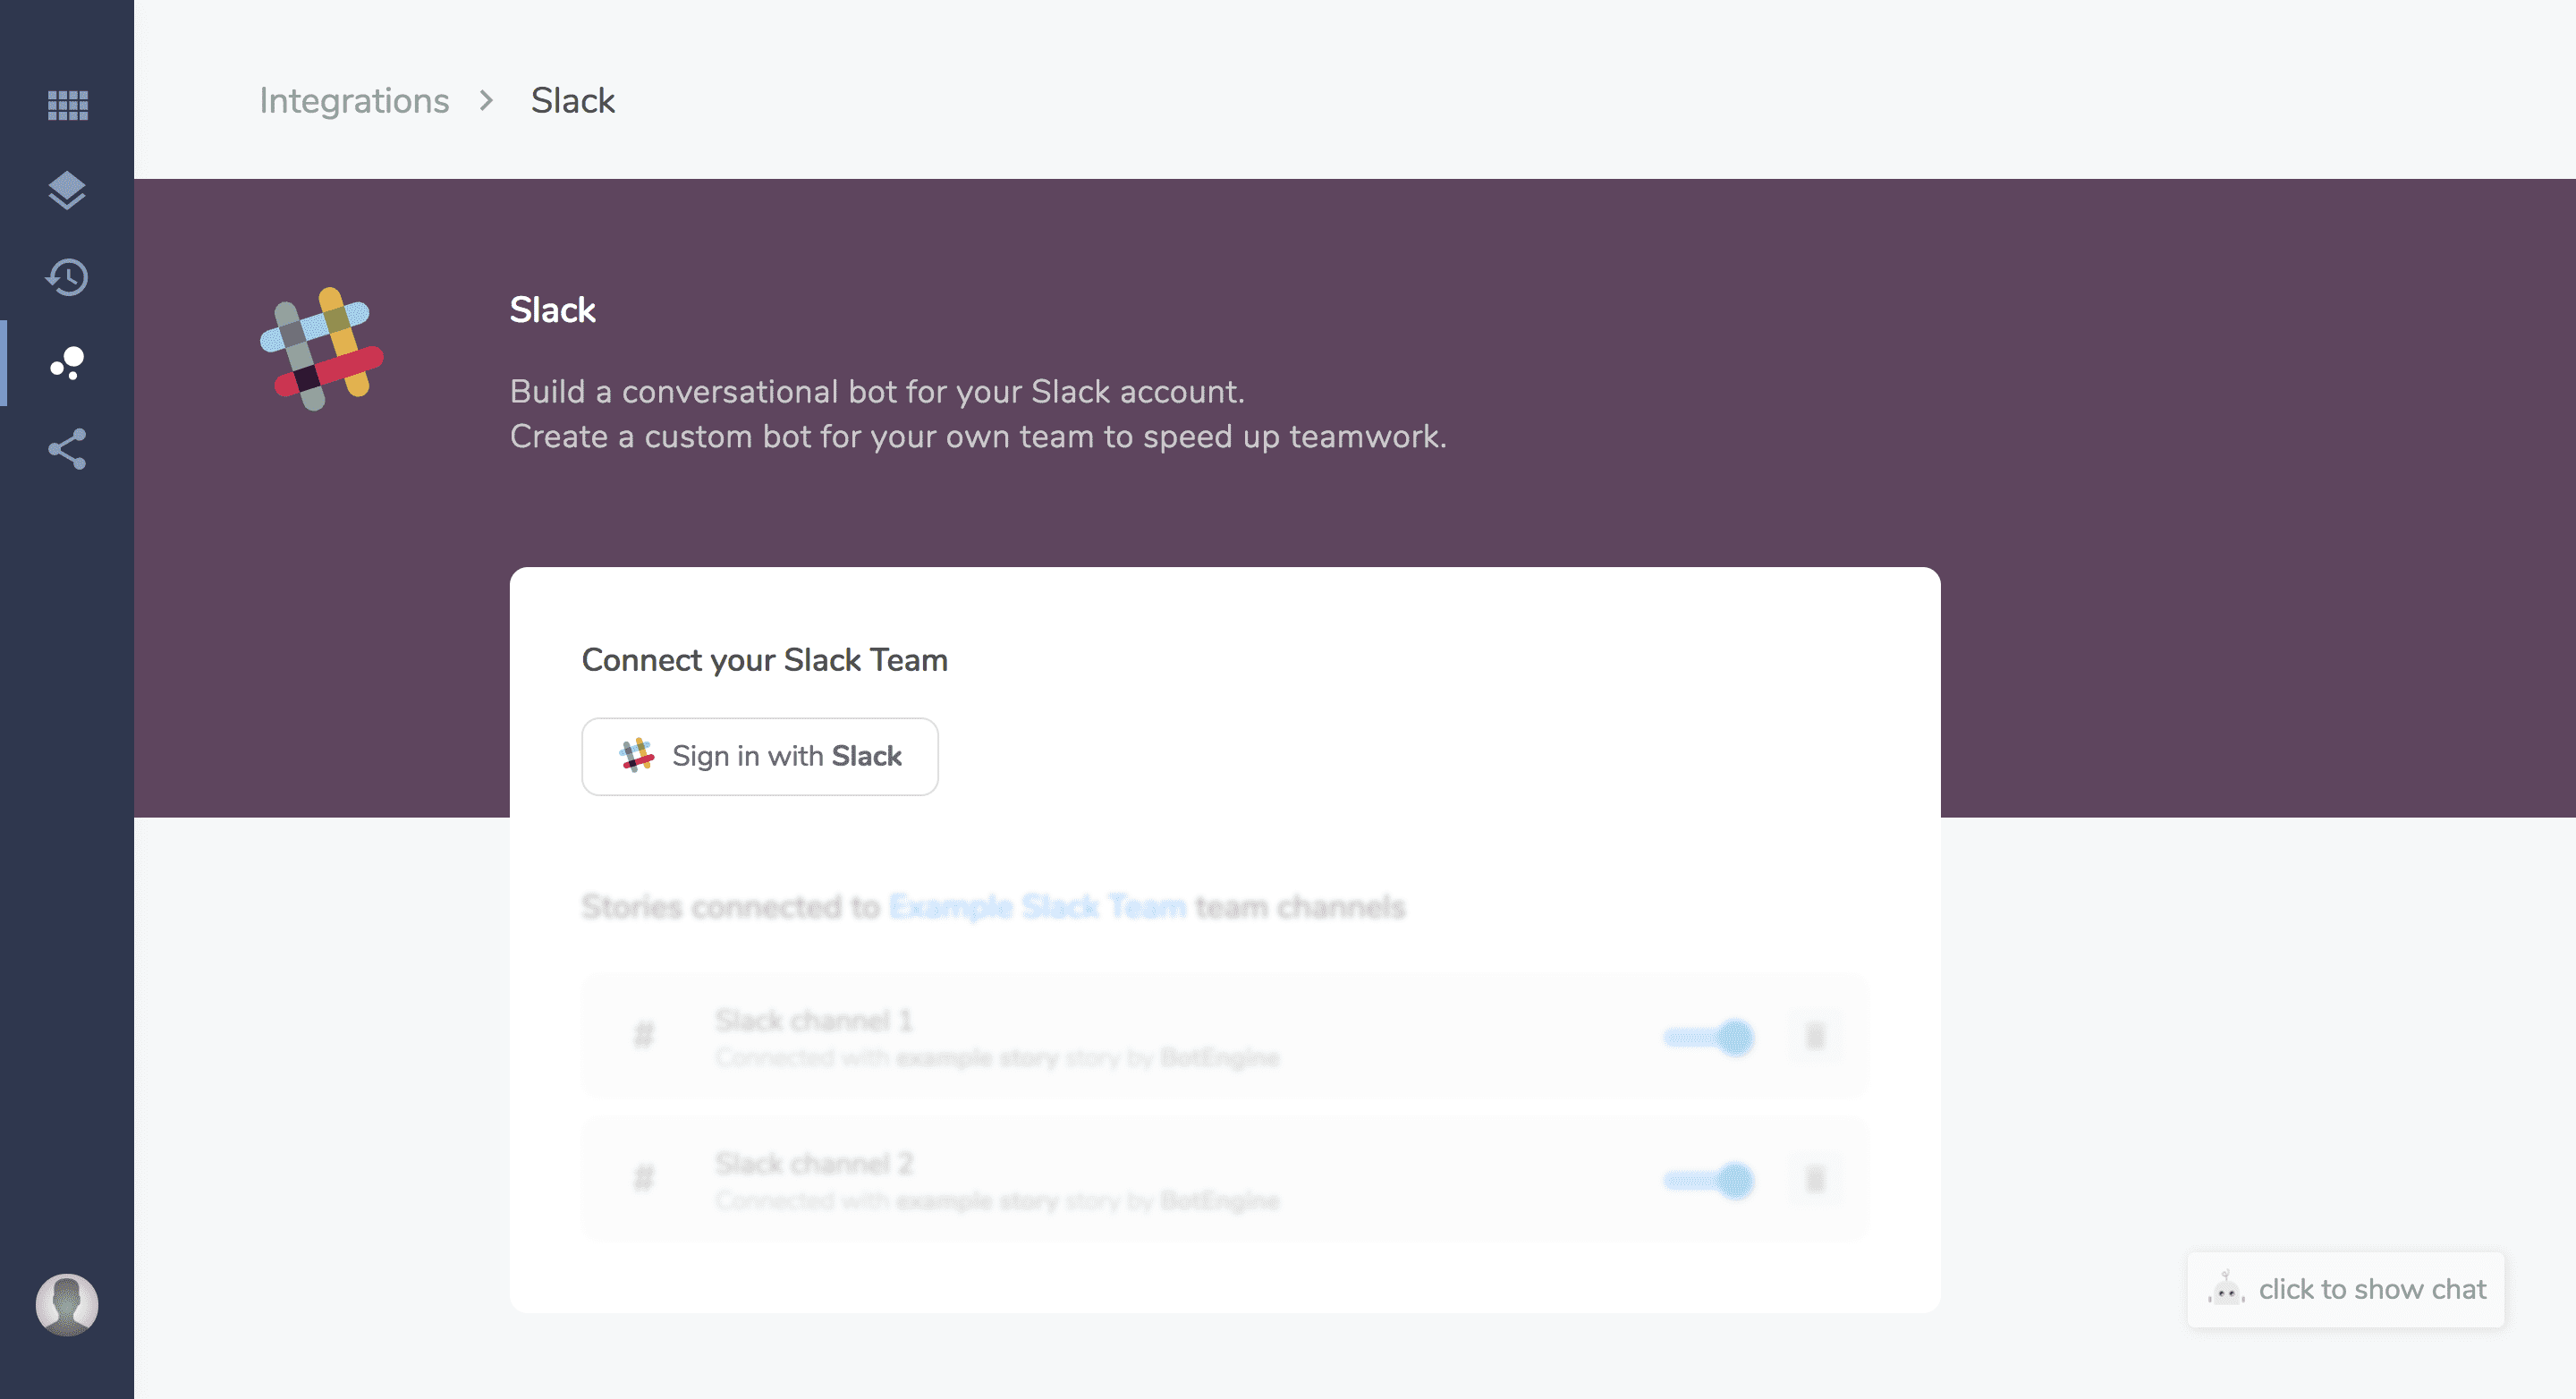 Integrations > Slack
Slack
Build a conversational bot for your Slack account.
Create a custom bot for your own team to speed up teamwork.
Connect your Slack Team
Sign in with Slack
Stories connected to Example Slack Team team channels
# Slack channel 1
Connected with example story story by BotEngine
# Slack channel 2
Connected with example story story by BotEngine
click to show chat